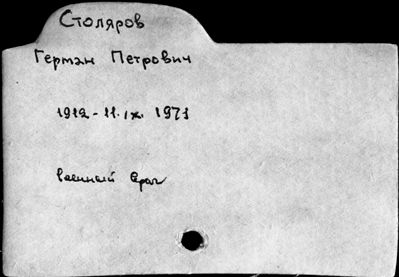 Столяров
Герман Петрович
1912 - 11. IX. 1971
Военный врач